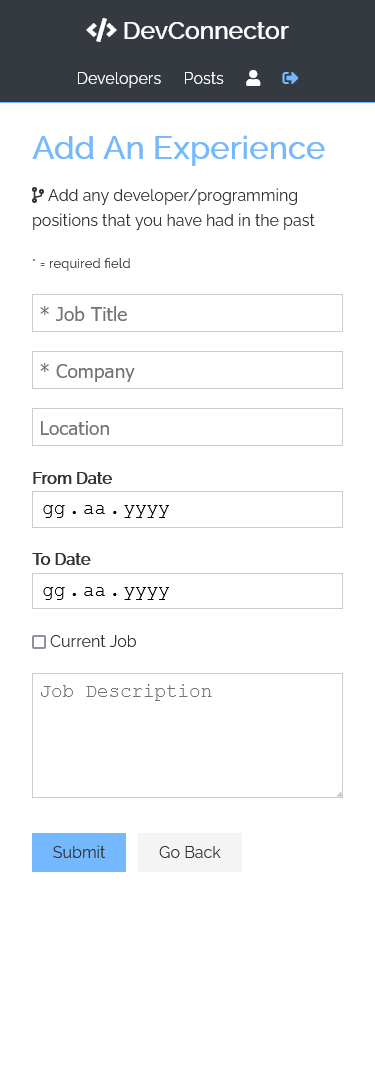 DevConnector
Developers Posts
Add An Experience
Add any developer/programming
positions that you have had in the past
* = required field
* Job Title
* Company
Location
From Date
gg.aa.yyyy
To Date
gg.aa.yyyy
Current Job
Job Description
Submit Go Back